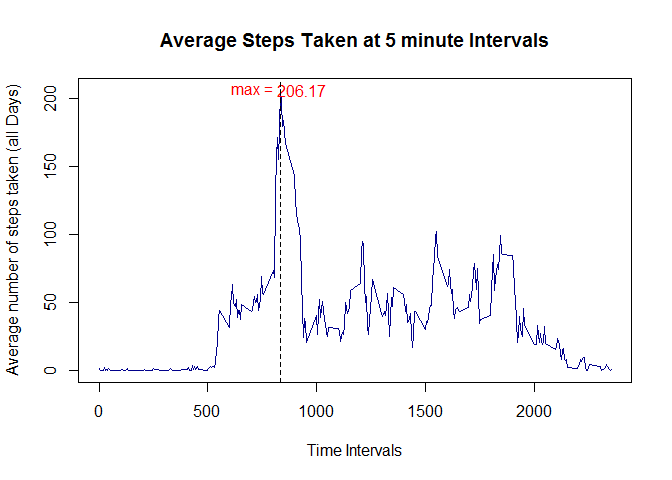 Average Steps Taken at 5 minute Intervals
max = 206.17
Average number of steps taken (all Days)
200
150
100
50
0
0 500 1000 1500 2000
Time Intervals